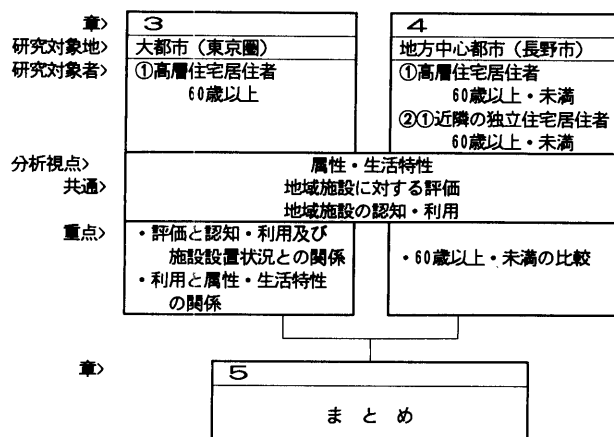 章> 3 4
研究対象地> 大都市（東京圏） 地方中心都市（長野市）
研究対象者> ①高層住宅居住者 ①高層住宅居住者
60歳以上 60歳以上・未満
②①近隣の独立住宅居住者
60歳以上・未満
分析視点> 属性・生活特性
共通> 地域施設に対する評価
地域施設の認知・利用
重点> ・評価と認知・利用及び
施設設置状況との関係 ・60歳以上・未満の比較
・利用と属性・生活特性
の関係
章> 5
まとめ